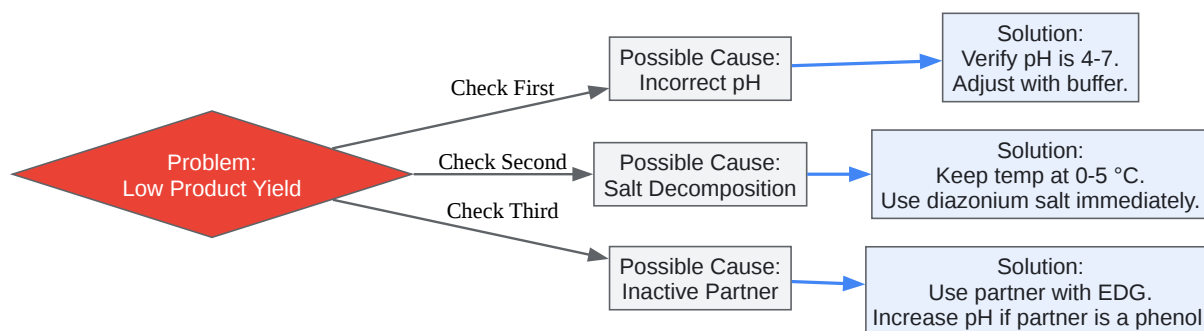 Problem:
Low Product Yield
Check First
Possible Cause:
Incorrect pH
Solution:
Verify pH is 4-7.
Adjust with buffer.
Check Second
Possible Cause:
Salt Decomposition
Solution:
Keep temp at 0-5 °C.
Use diazonium salt immediately.
Check Third
Possible Cause:
Inactive Partner
Solution:
Use partner with EDG.
Increase pH if partner is a phenol